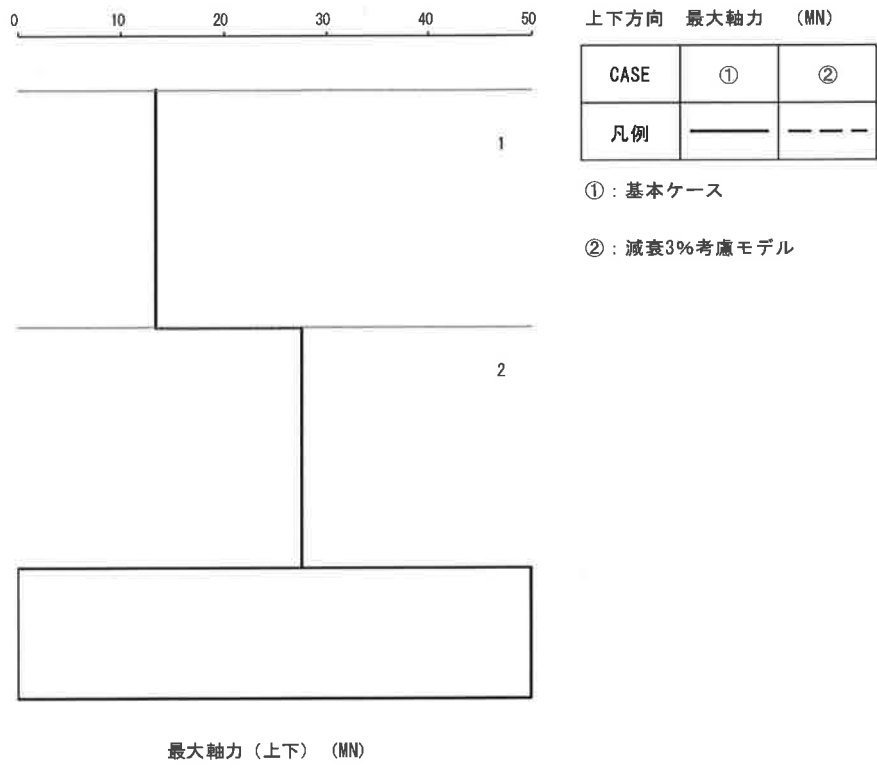 0 10 20 30 40 50
1
2
最大軸力（上下） (MN)
上下方向 最大軸力 (MN)
CASE ① ②
凡例
①：基本ケース
②：減衰3%考慮モデル